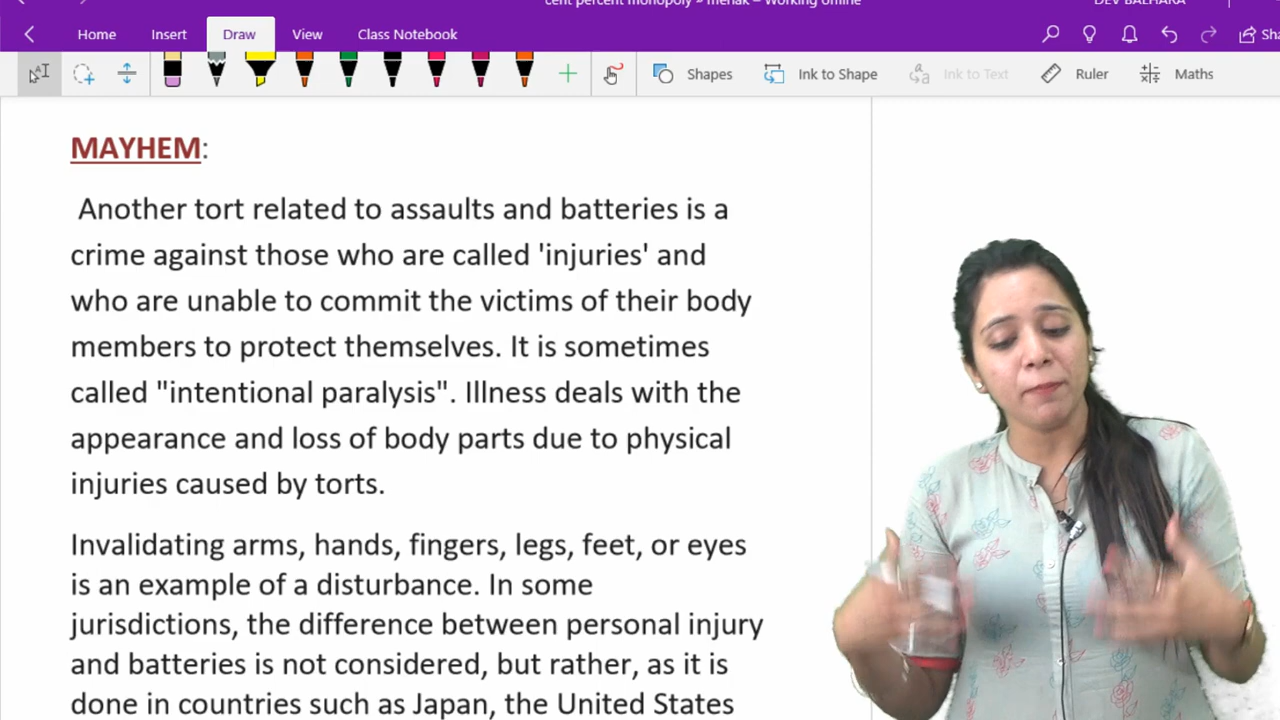 Home Insert Draw View Class Notebook
Shapes Ink to Shape Ink to Text Ruler Maths
MAYHEM:
Another tort related to assaults and batteries is a
crime against those who are called 'injuries' and
who are unable to commit the victims of their body
members to protect themselves. It is sometimes
called "intentional paralysis". Illness deals with the
appearance and loss of body parts due to physical
injuries caused by torts.
Invalidating arms, hands, fingers, legs, feet, or eyes
is an example of a disturbance. In some
jurisdictions, the difference between personal injury
and batteries is not considered, but rather, as it is
done in countries such as Japan, the United States